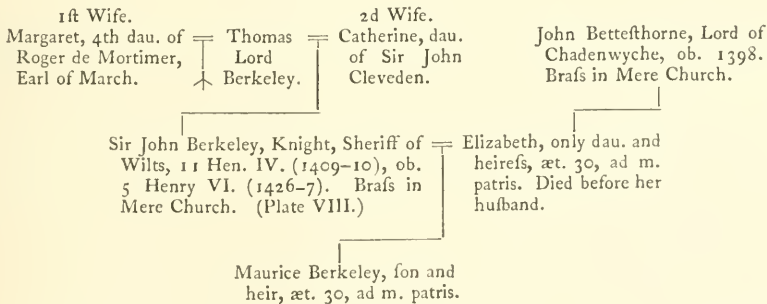 1ſt Wife.
Margaret, 4th dau. of
Roger de Mortimer,
Earl of March.
Thomas
Lord
Berkeley.
2d Wife.
Catherine, dau.
of Sir John
Cleveden.
John Betteſthorne, Lord of
Chadenwyche, ob. 1398.
Braſs in Mere Church.
Sir John Berkeley, Knight, Sheriff of
Wilts, 11 Hen. IV. (1409–10), ob.
5 Henry VI. (1426–7). Braſs in
Mere Church. (Plate VIII.)
Elizabeth, only dau. and
heireſs, æt. 30, ad m.
patris. Died before her
huſband.
Maurice Berkeley, ſon and
heir, æt. 30, ad m. patris.